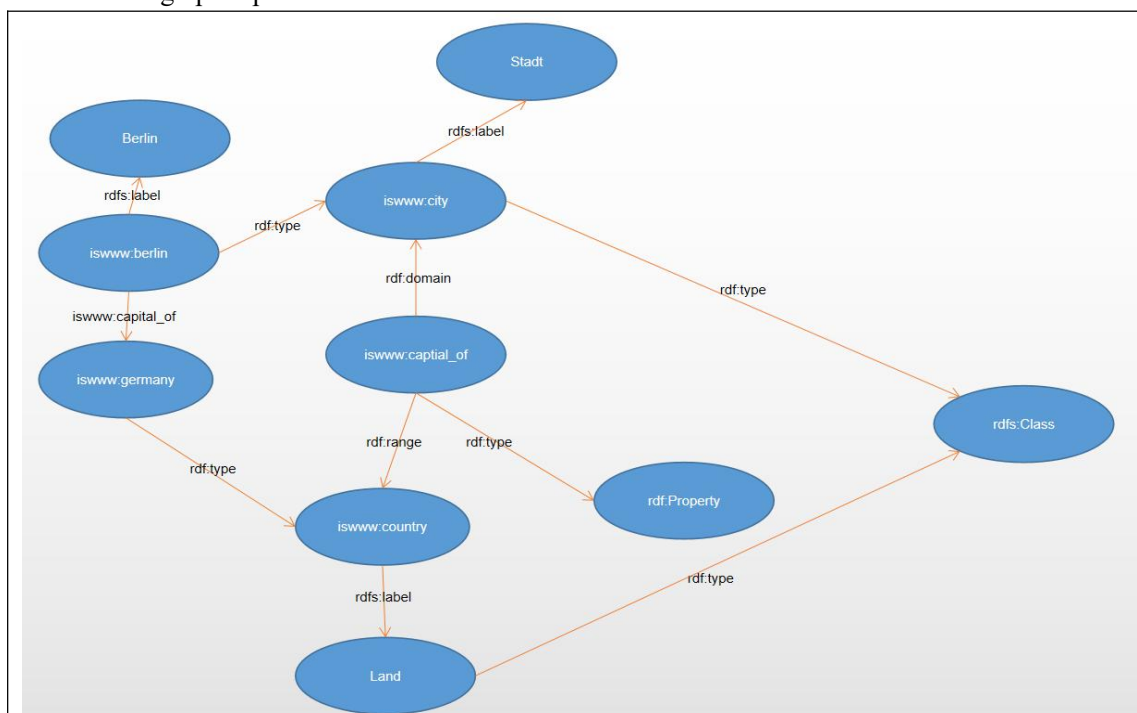 Stadt
Berlin
rdfs:label
rdfs:label
iswww:city
rdf:type
iswww:berlin
rdf:domain
rdf:type
iswww:capital_of
iswww:captial_of
iswww:germany
rdfs:Class
rdf:range
rdf:type
rdf:type
rdf:Property
iswww:country
rdf:type
rdfs:label
Land